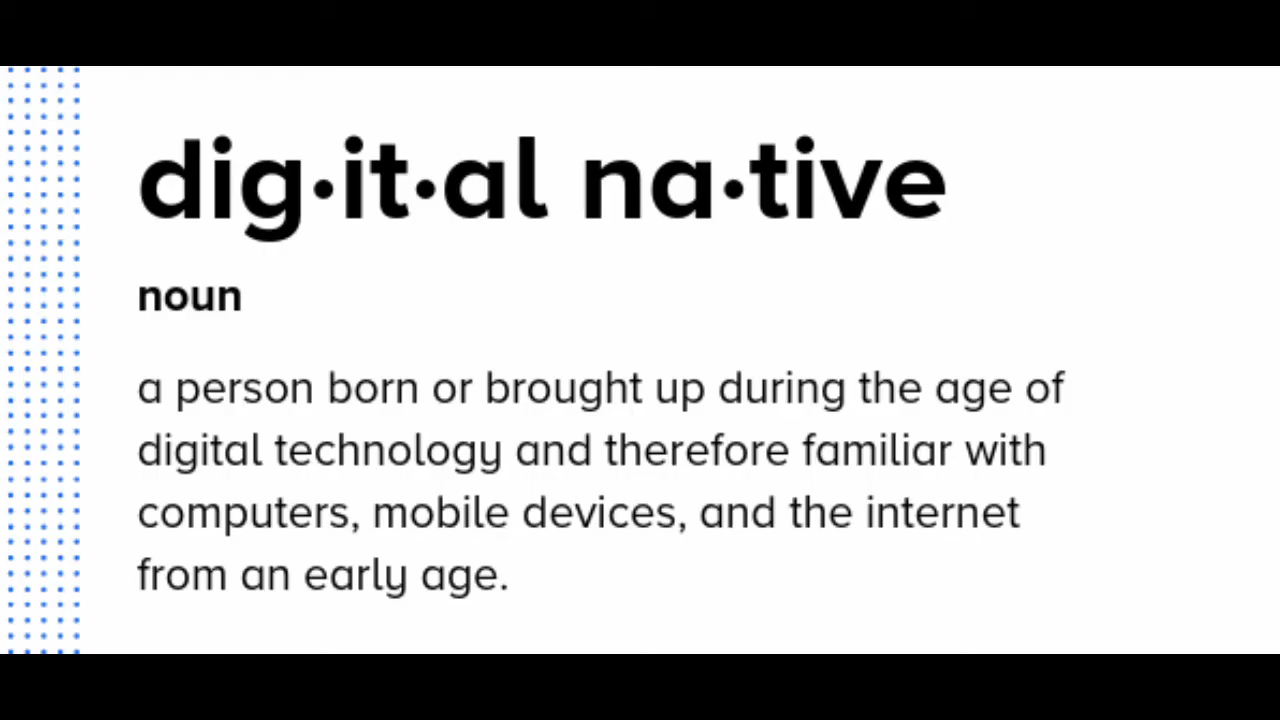 dig·it·al na·tive
noun
a person born or brought up during the age of
digital technology and therefore familiar with
computers, mobile devices, and the internet
from an early age.